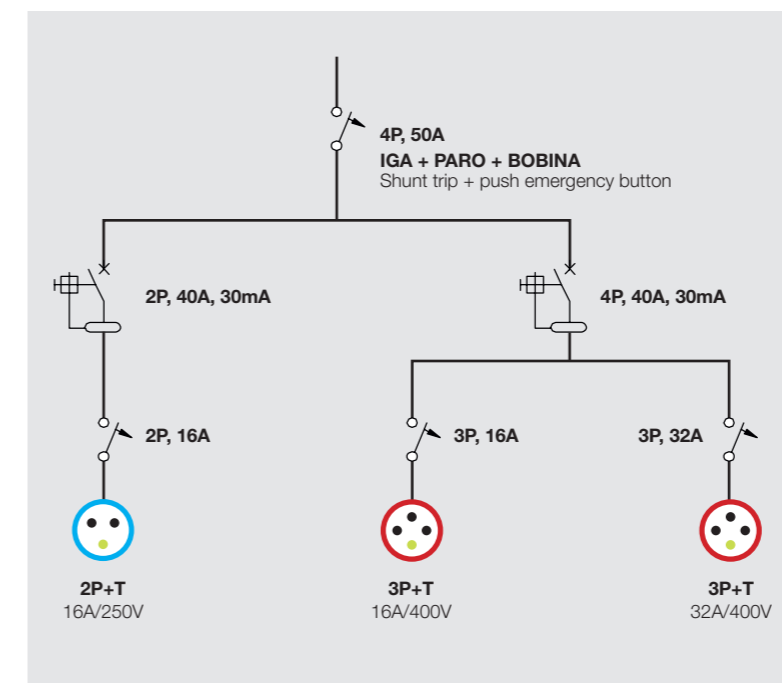 4P, 50A
IGA + PARO + BOBINA
Shunt trip + push emergency button
2P, 40A, 30mA
4P, 40A, 30mA
2P, 16A
3P, 16A
3P, 32A
2P+T
16A/250V
3P+T
16A/400V
3P+T
32A/400V